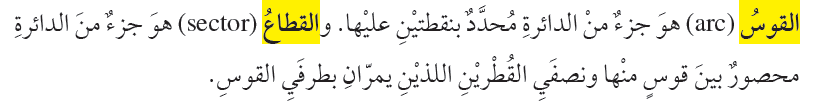 القوسُ (arc) هوَ جزءٌ منْ الدائرةِ مُحدَّدٌ بنقطتيْنِ عليْها. والقطاعُ (sector) هوَ جزءٌ منَ الدائرةِ
محصورٌ بينَ قوسٍ منْها ونصفَيِ القُطْريْنِ اللذيْنِ يمرّانِ بطرفَيِ القوسِ.